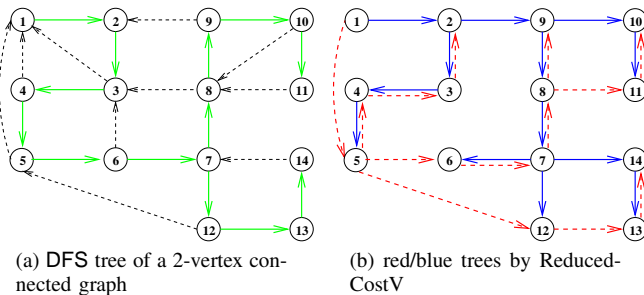 1 2 9 10
4 3 8 11
5 6 7 14
12 13
1 2 9 10
4 3 8 11
5 6 7 14
12 13
(a) DFS tree of a 2-vertex con-
nected graph
(b) red/blue trees by Reduced-
CostV